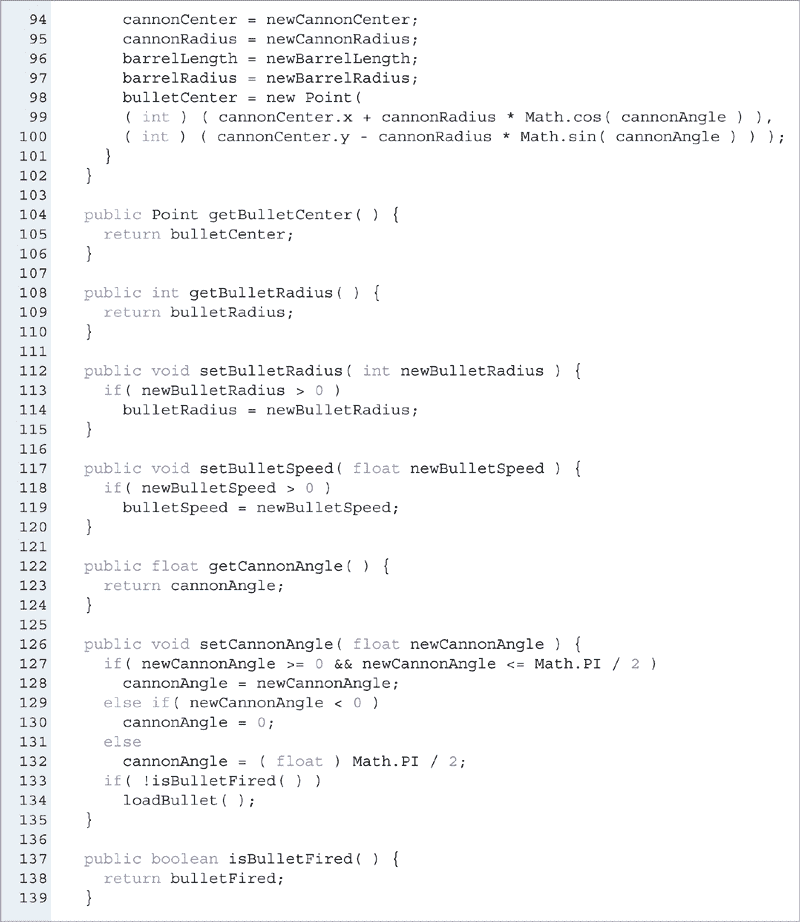 94 cannonCenter = newCannonCenter;
95 cannonRadius = newCannonRadius;
96 barrelLength = newBarrelLength;
97 barrelRadius = newBarrelRadius;
98 bulletCenter = new Point(
99 ( int ) ( cannonCenter.x + cannonRadius * Math.cos( cannonAngle ) ),
100 ( int ) ( cannonCenter.y - cannonRadius * Math.sin( cannonAngle ) ) );
101 }
102 }
103
104 public Point getBulletCenter( ) {
105 return bulletCenter;
106 }
107
108 public int getBulletRadius( ) {
109 return bulletRadius;
110 }
111
112 public void setBulletRadius( int newBulletRadius ) {
113 if( newBulletRadius > 0 )
114 bulletRadius = newBulletRadius;
115 }
116
117 public void setBulletSpeed( float newBulletSpeed ) {
118 if( newBulletSpeed > 0 )
119 bulletSpeed = newBulletSpeed;
120 }
121
122 public float getCannonAngle( ) {
123 return cannonAngle;
124 }
125
126 public void setCannonAngle( float newCannonAngle ) {
127 if( newCannonAngle >= 0 && newCannonAngle <= Math.PI / 2 )
128 cannonAngle = newCannonAngle;
129 else if( newCannonAngle < 0 )
130 cannonAngle = 0;
131 else
132 cannonAngle = ( float ) Math.PI / 2;
133 if( !isBulletFired( ) )
134 loadBullet( );
135 }
136
137 public boolean isBulletFired( ) {
138 return bulletFired;
139 }